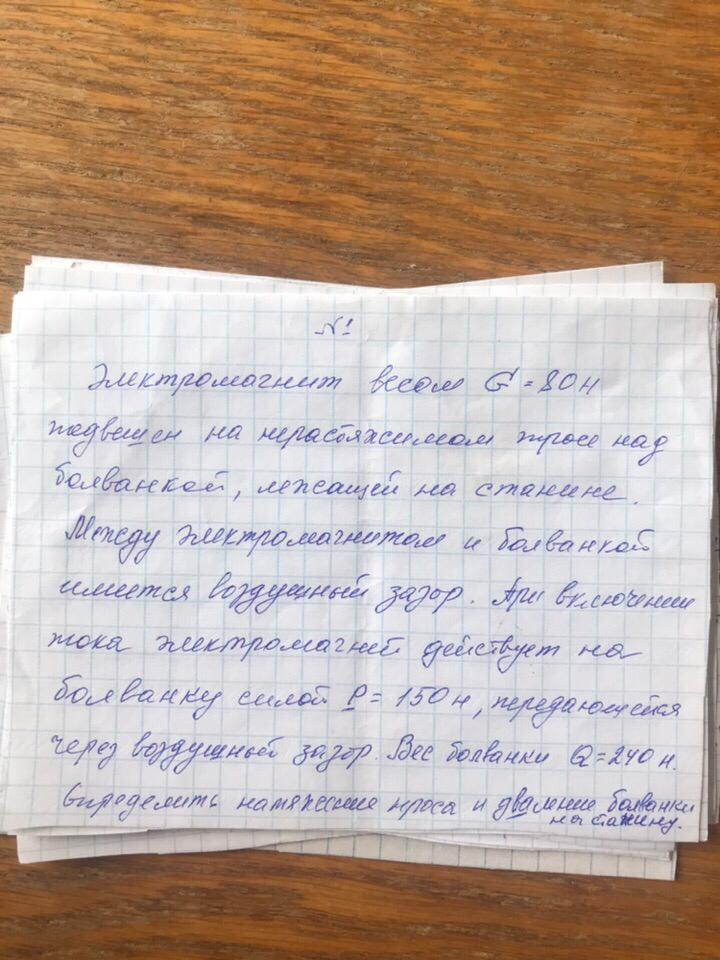 №1
Электромагнит весом G = 80 н
подвешен на нерастяжимом тросе над
болванкой, лежащей на станине.
Между электромагнитом и болванкой
имеется воздушный зазор. При включении
тока электромагнит действует на
болванку силой P = 150 н, передающейся
через воздушный зазор. Вес болванки Q = 240 н.
Определить натяжение троса и дваление болванки
на станину.